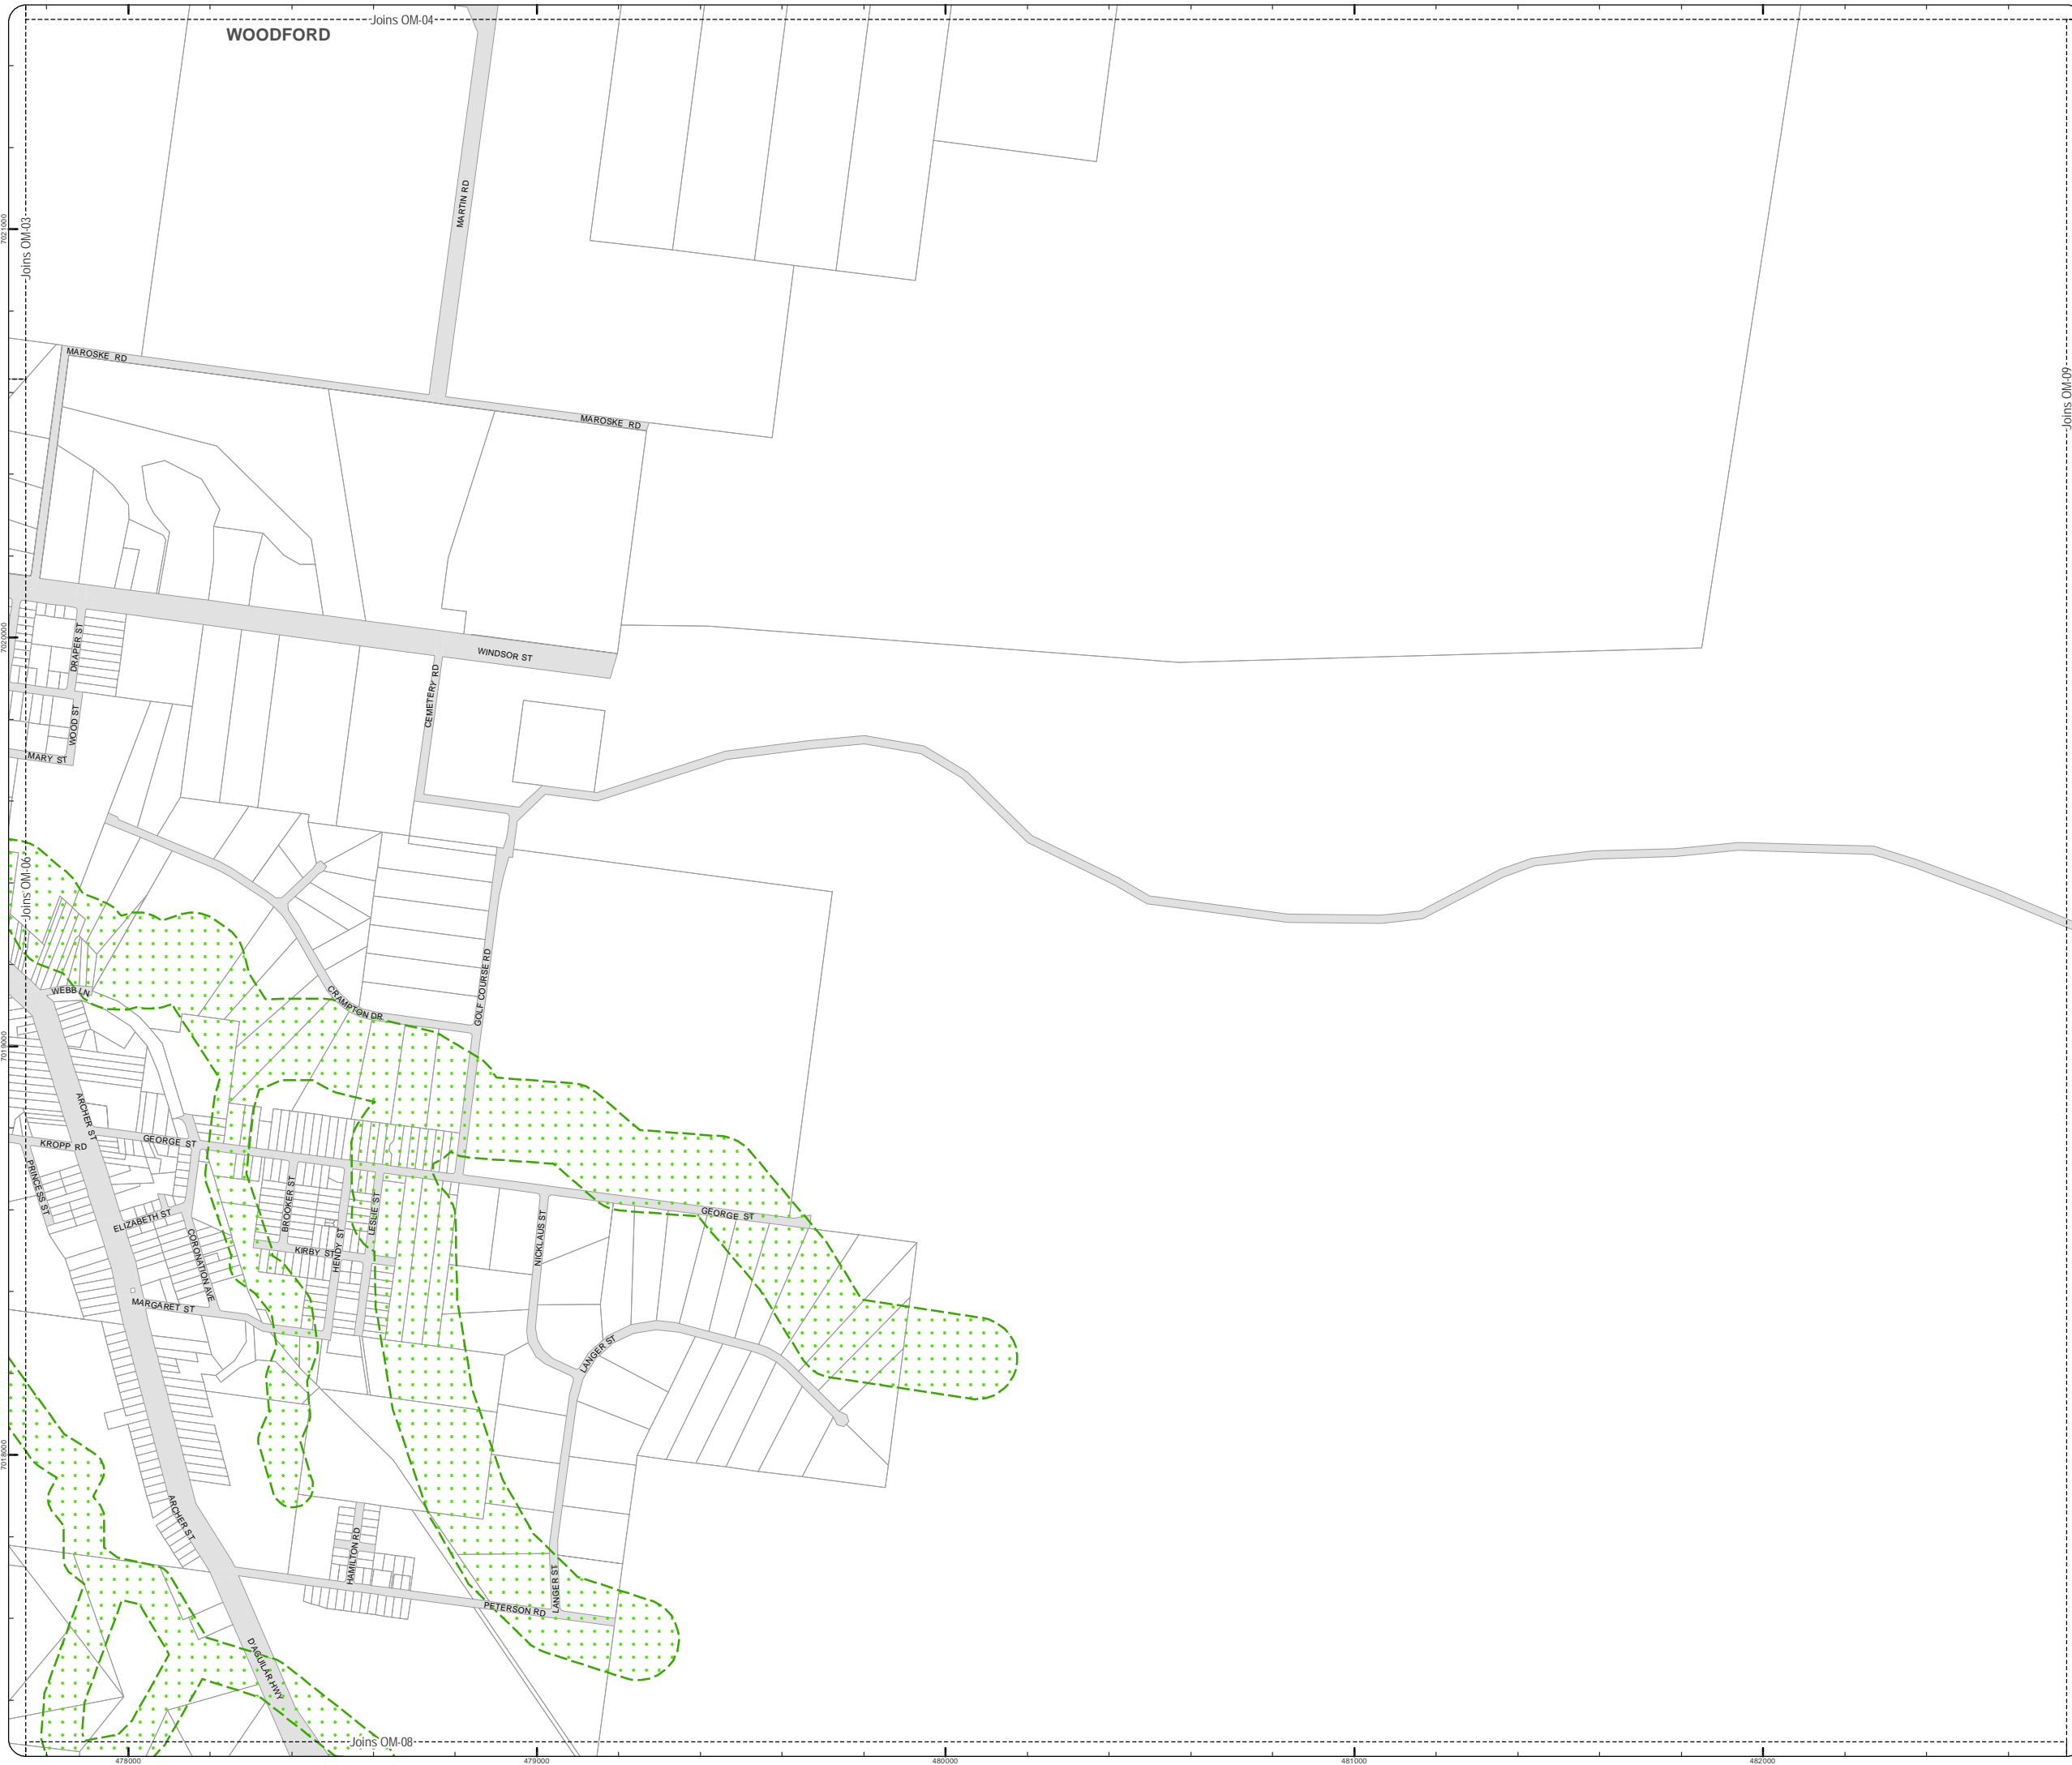 Joins OM-04
WOODFORD
MARTIN RD
7021000
Joins OM-03
MAROSKE RD
MAROSKE RD
Joins OM-09
7020000
DRAPER ST
WINDSOR ST
CEMETERY RD
WOOD ST
MARY ST
Joins OM-06
WEBB LN
CRAMPTON DR
GOLF COURSE RD
7019000
ARCHER ST
KROPP RD
GEORGE ST
PRINCESS ST
BROOKER ST
LESLIE ST
ELIZABETH ST
GEORGE ST
NICKLAUS ST
CORONATION AVE
KIRBY ST
HENDY ST
MARGARET ST
LANGER ST
7018000
ARCHER ST
HAMILTON RD
LANGER ST
PETERSON RD
D'AGUILAR HWY
Joins OM-08
478000
479000
480000
481000
482000